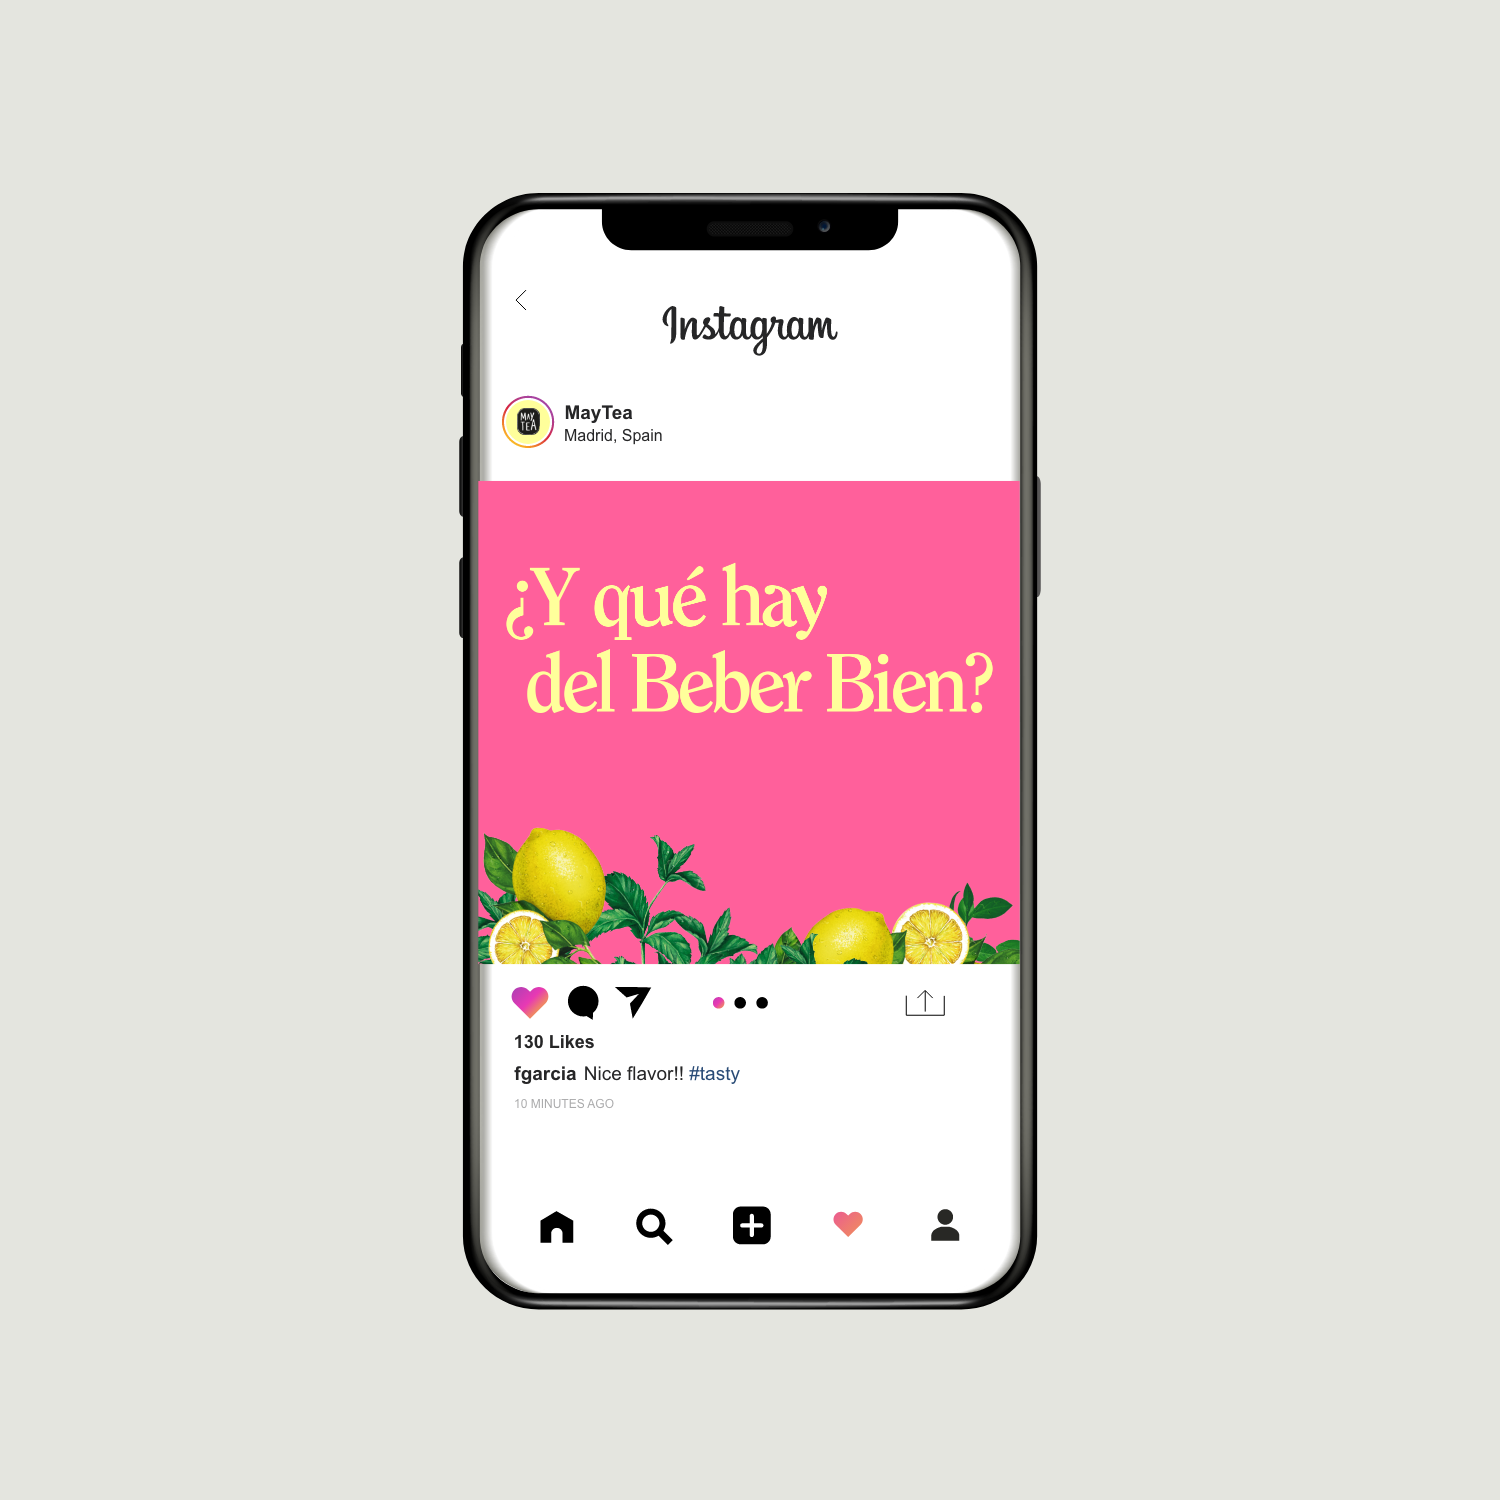 Instagram
MAY
TEA
MayTea
Madrid, Spain
¿Y qué hay
del Beber Bien?
130 Likes
fgarcia Nice flavor!! #tasty
10 MINUTES AGO